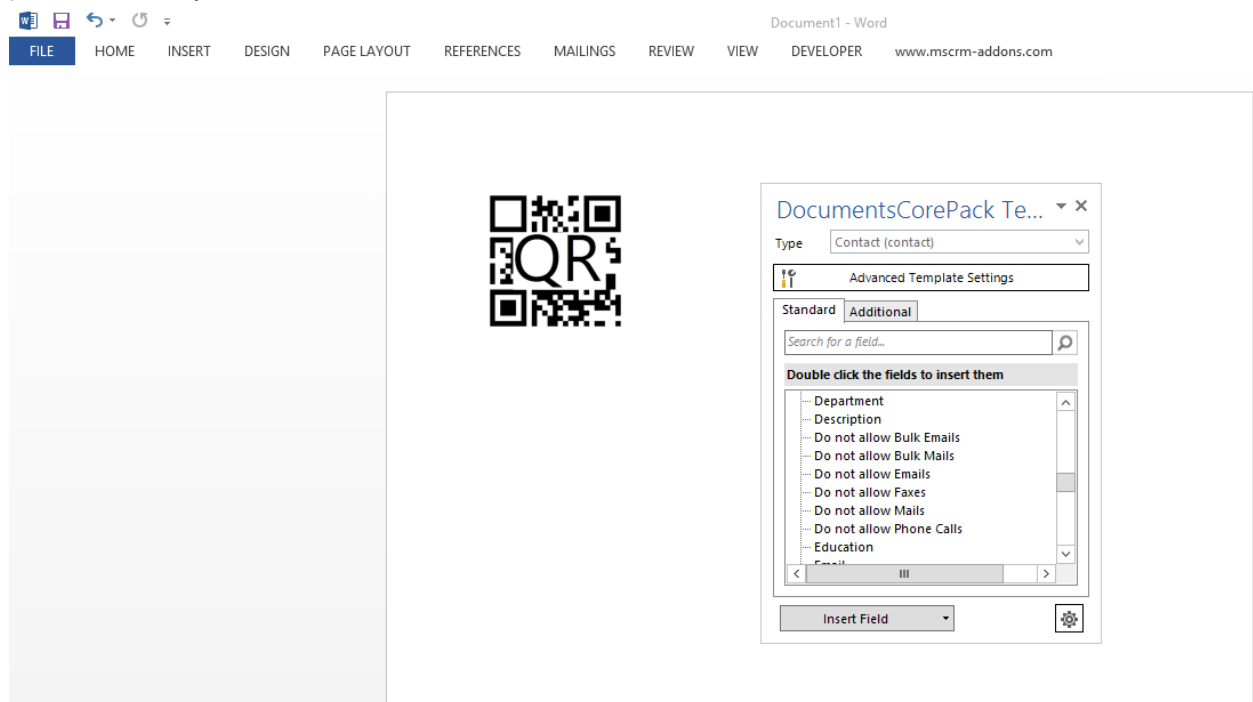 Document1 - Word
FILE HOME INSERT DESIGN PAGE LAYOUT REFERENCES MAILINGS REVIEW VIEW DEVELOPER www.mscrm-addons.com
QR
DocumentsCorePack Te...
Type Contact (contact)
Advanced Template Settings
Standard Additional
Search for a field...
Double click the fields to insert them
Department
Description
Do not allow Bulk Emails
Do not allow Bulk Mails
Do not allow Emails
Do not allow Faxes
Do not allow Mails
Do not allow Phone Calls
Education
Email
Insert Field